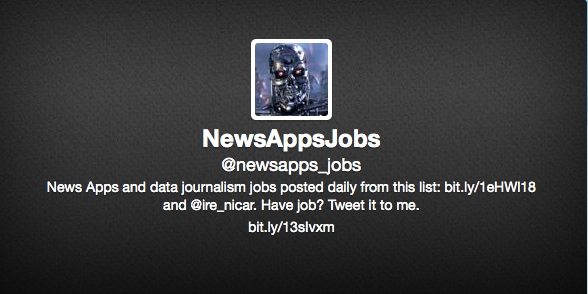 NewsAppsJobs
@newsapps_jobs
News Apps and data journalism jobs posted daily from this list: bit.ly/1eHWl18
and @ire_nicar. Have job? Tweet it to me.
bit.ly/13slvxm